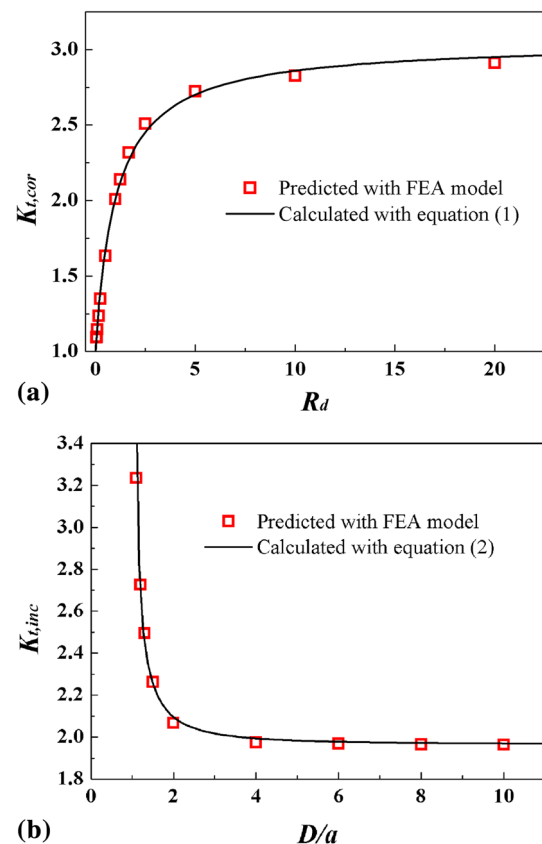 3.0
2.5
2.0
1.5
1.0
Kt,cor
Predicted with FEA model
Calculated with equation (1)
0 5 10 15 20
(a)
Rd
3.4
3.2
3.0
2.8
2.6
2.4
2.2
2.0
1.8
Kt,inc
Predicted with FEA model
Calculated with equation (2)
0 2 4 6 8 10
(b)
D/a